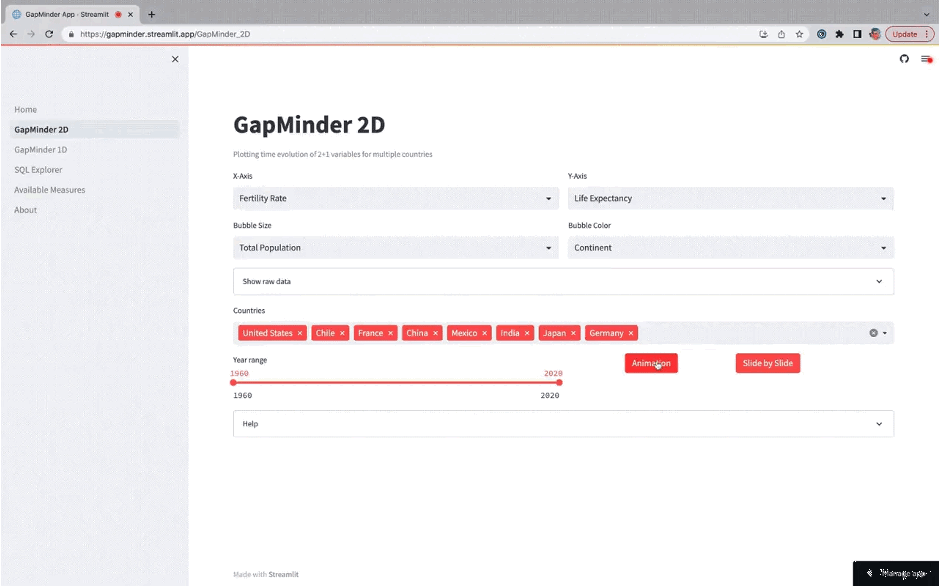 GapMinder App · Streamlit
https://gapminder.streamlit.app/GapMinder_2D
Update
Home
GapMinder 2D
GapMinder 1D
SQL Explorer
Available Measures
About
GapMinder 2D
Plotting time evolution of 2+1 variables for multiple countries
X-Axis
Y-Axis
Fertility Rate
Life Expectancy
Bubble Size
Bubble Color
Total Population
Continent
Show raw data
Countries
United States × Chile × France × China × Mexico × India × Japan × Germany ×
Year range
1960 2020
Animation
Slide by Slide
1960 2020
Help
Made with Streamlit